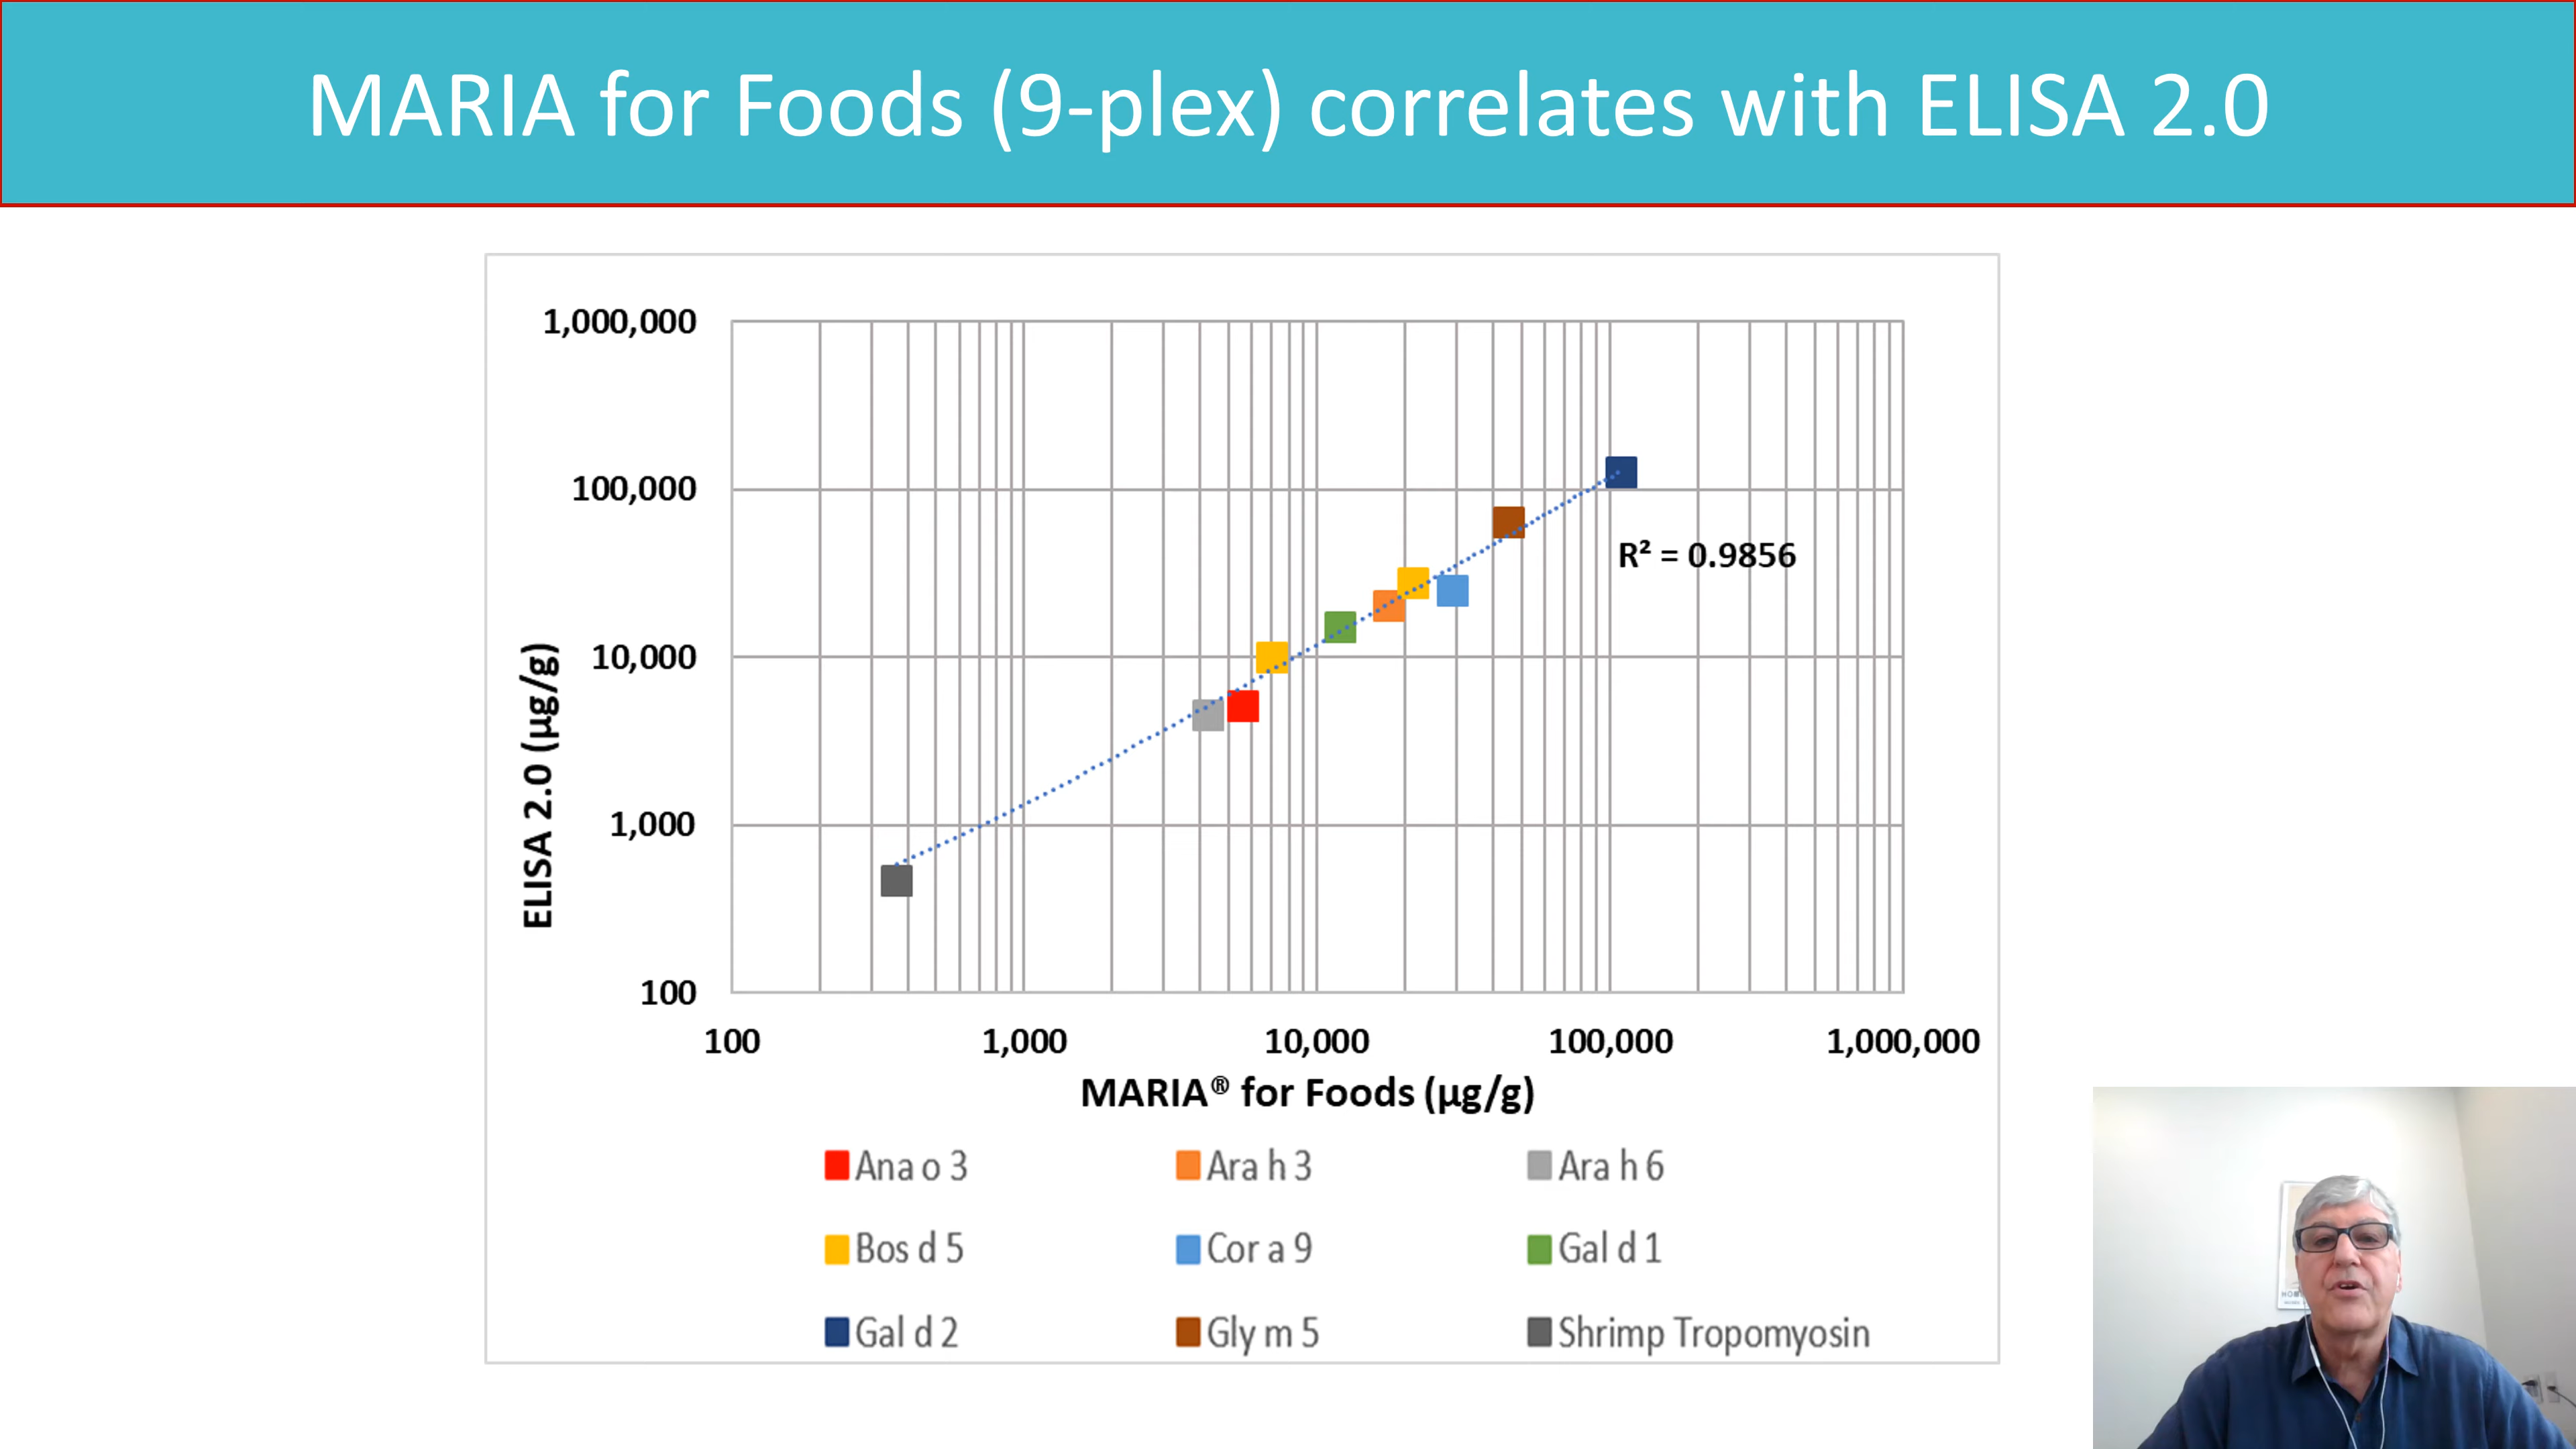 MARIA for Foods (9-plex) correlates with ELISA 2.0
1,000,000
100,000
10,000
1,000
100
ELISA 2.0 (µg/g)
R² = 0.9856
100 1,000 10,000 100,000 1,000,000
MARIA® for Foods (µg/g)
Ana o 3 Ara h 3 Ara h 6
Bos d 5 Cor a 9 Gal d 1
Gal d 2 Gly m 5 Shrimp Tropomyosin